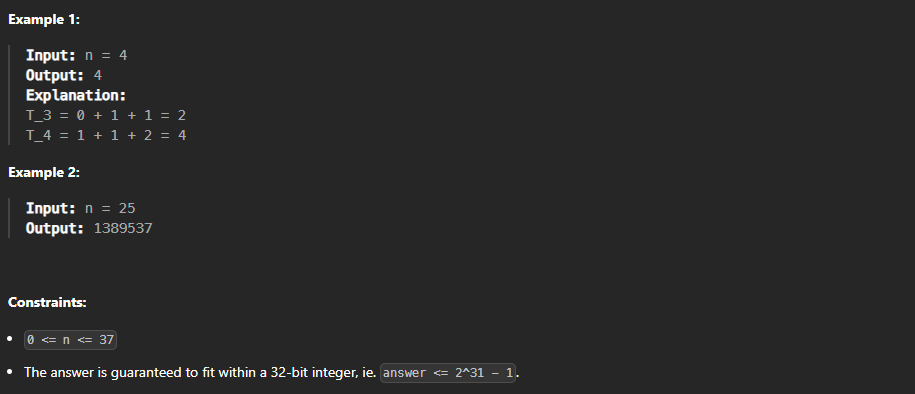 Example 1:
Input: n = 4
Output: 4
Explanation:
T_3 = 0 + 1 + 1 = 2
T_4 = 1 + 1 + 2 = 4
Example 2:
Input: n = 25
Output: 1389537
Constraints:
• 0 <= n <= 37
• The answer is guaranteed to fit within a 32-bit integer, ie. answer <= 2^31 - 1.